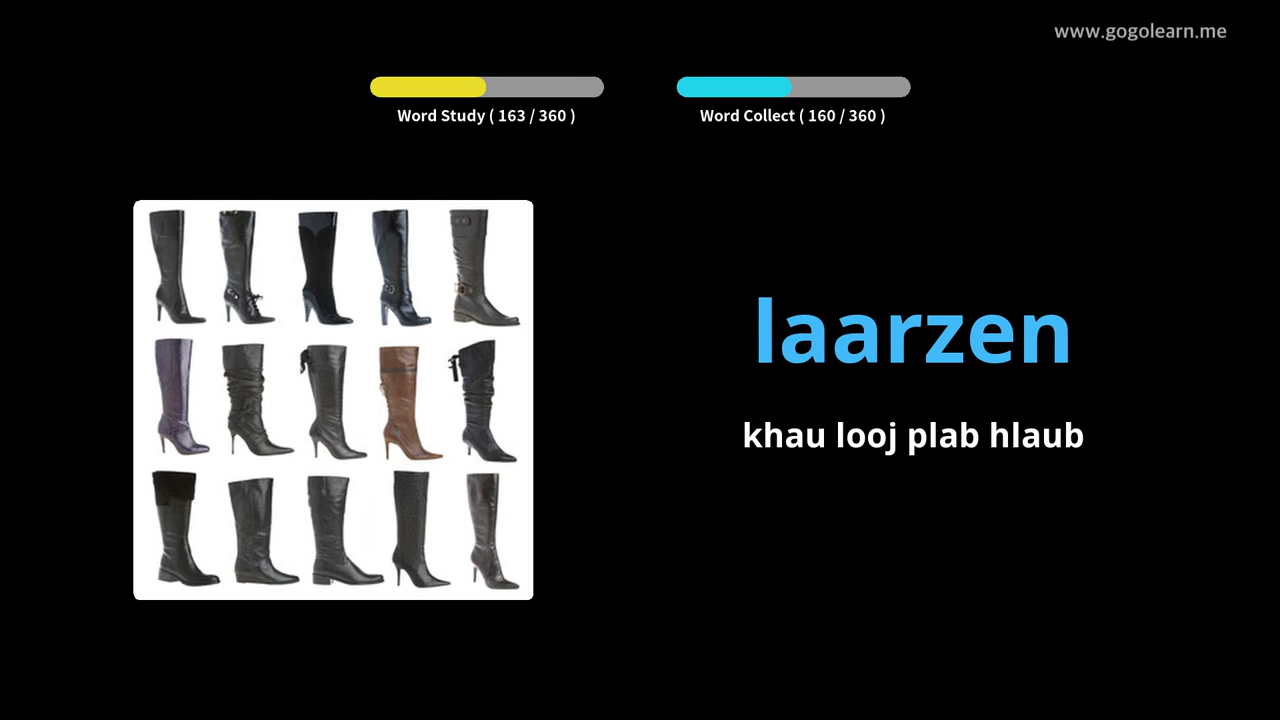 www.gogolearn.me
Word Study ( 163 / 360 )
Word Collect ( 160 / 360 )
laarzen
khau looj plab hlaub